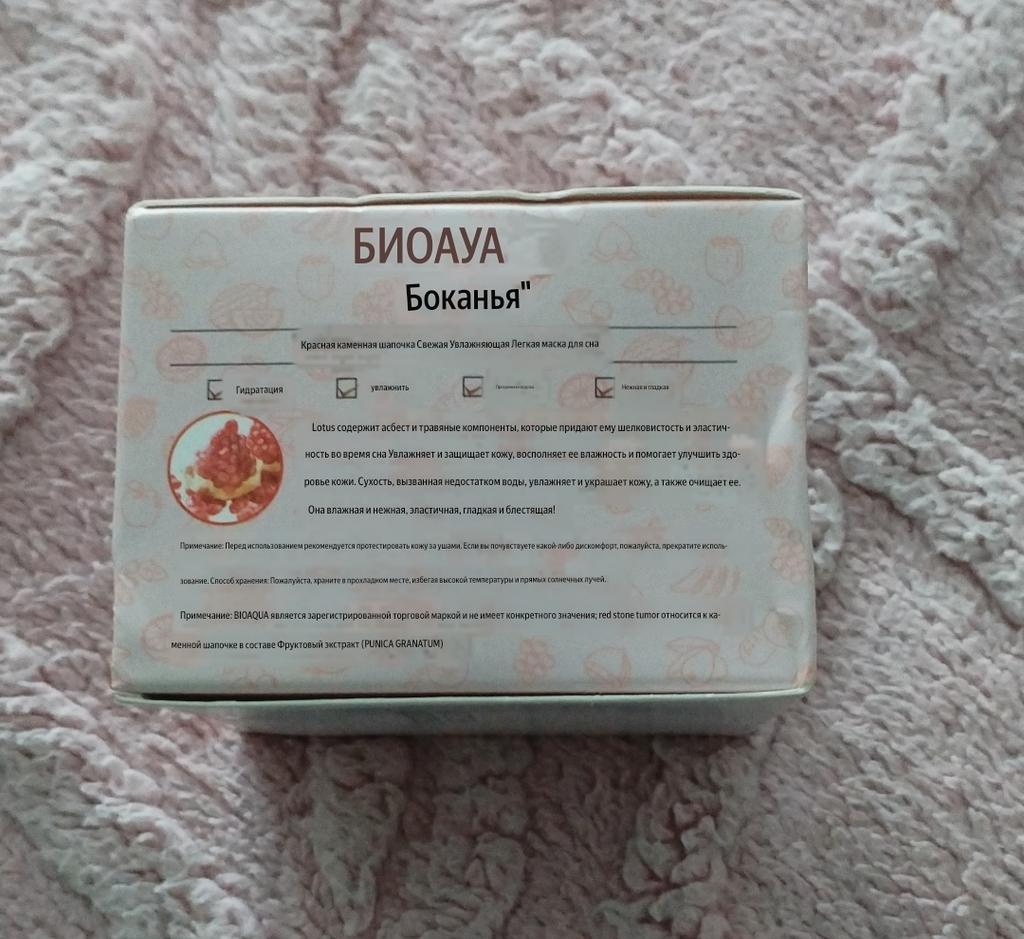 БИОАУА
Боканья"
Красная каменная шапочка Свежая Увлажняющая Легкая маска для сна
Гидратация увлажнить Нежная и гладкая
Lotus содержит асбест и травяные компоненты, которые придают ему шелковистость и эластич-
ность во время сна Увлажняет и защищает кожу, восполняет ее влажность и помогает улучшить здо-
ровье кожи. Сухость, вызванная недостатком воды, увлажняет и украшает кожу, а также очищает ее.
Она влажная и нежная, эластичная, гладкая и блестящая!
Примечание: Перед использованием рекомендуется протестировать кожу за ушами. Если вы почувствуете какой-либо дискомфорт, пожалуйста, прекратите исполь-
зование. Способ хранения: Пожалуйста, храните в прохладном месте, избегая высокой температуры и прямых солнечных лучей.
Примечание: BIOAQUA является зарегистрированной торговой маркой и не имеет конкретного значения; red stone tumor относится к ка-
менной шапочке в составе Фруктовый экстракт (PUNICA GRANATUM)